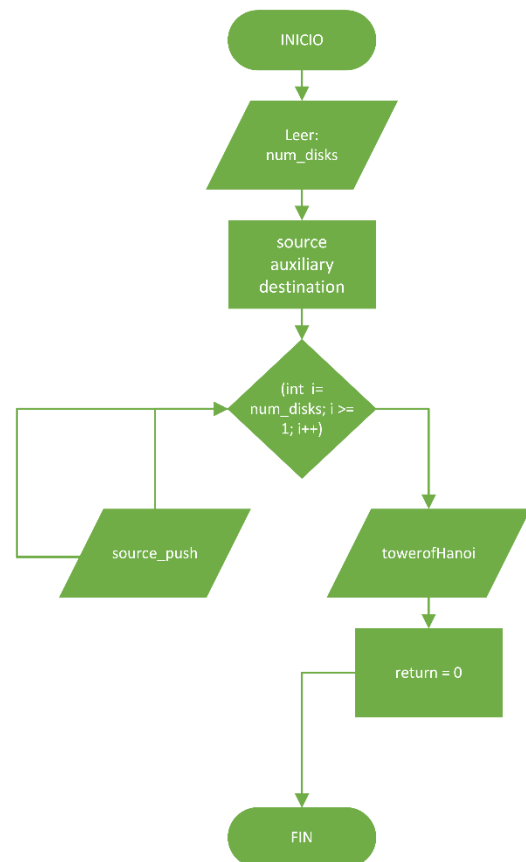 INICIO
Leer:
num_disks
source
auxiliary
destination
(int i=
num_disks; i >=
1; i++)
source_push
towerofHanoi
return = 0
FIN